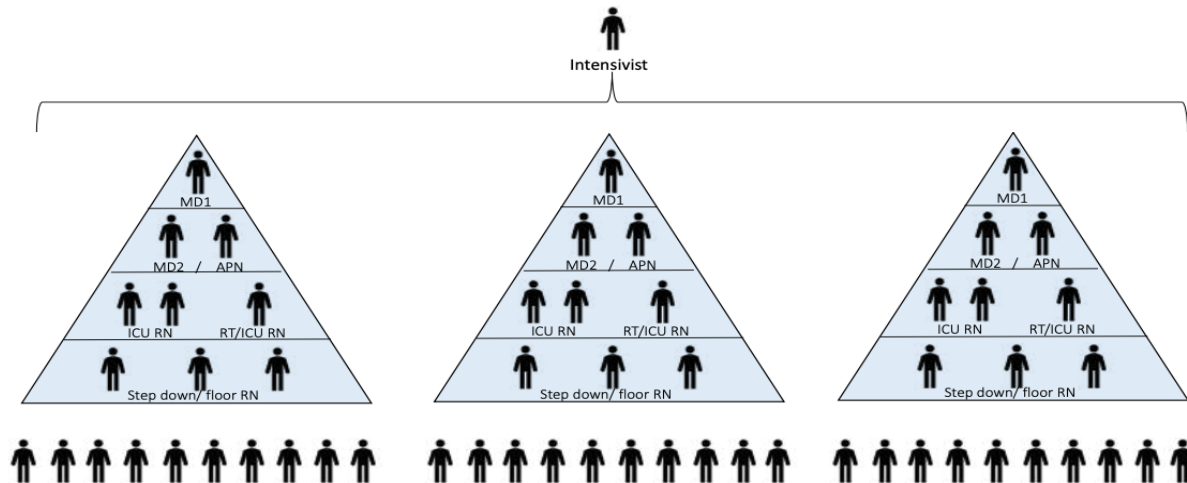 Intensivist
MD1
MD2 / APN
ICU RN RT/ICU RN
Step down/ floor RN
MD1
MD2 / APN
ICU RN RT/ICU RN
Step down/ floor RN
MD1
MD2 / APN
ICU RN RT/ICU RN
Step down/ floor RN